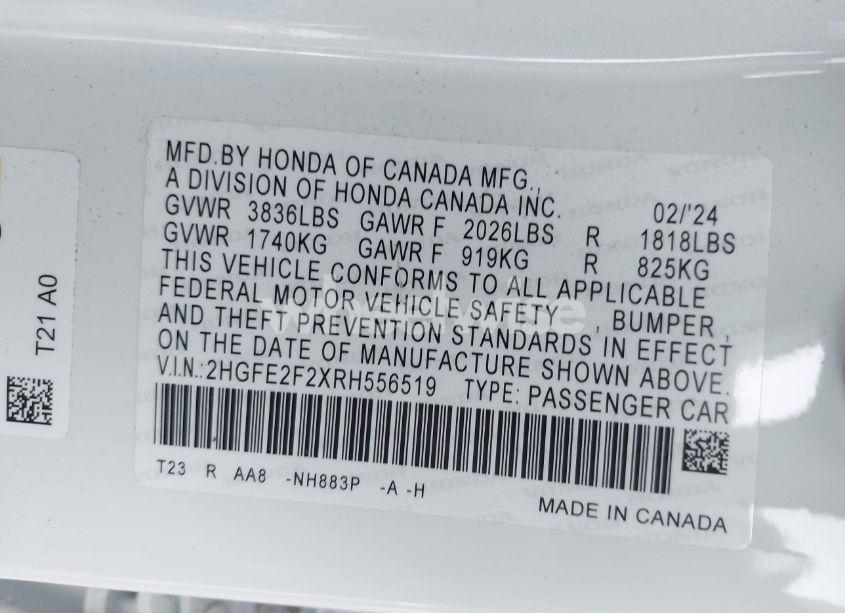 MFD.BY HONDA OF CANADA MFG.,
A DIVISION OF HONDA CANADA INC. 02/'24
GVWR 3836LBS GAWR F 2026LBS R 1818LBS
GVWR 1740KG GAWR F 919KG R 825KG
THIS VEHICLE CONFORMS TO ALL APPLICABLE
FEDERAL MOTOR VEHICLE SAFETY , BUMPER ,
AND THEFT PREVENTION STANDARDS IN EFFECT
ON THE DATE OF MANUFACTURE SHOWN ABOVE.
V.I.N.:2HGFE2F2XRH556519 TYPE: PASSENGER CAR
T23 R AA8 -NH883P -A -H
MADE IN CANADA
T21 A0